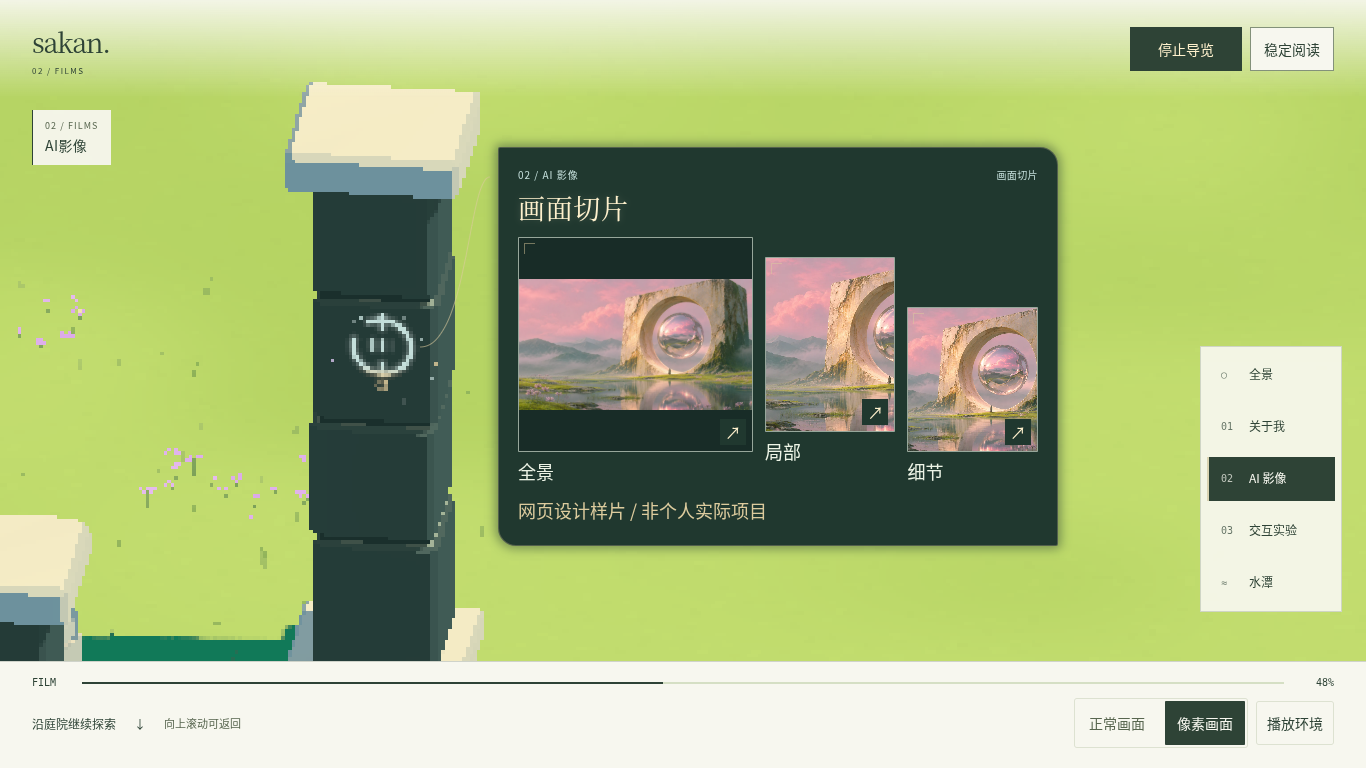 sakan.
02 / FILMS
停止导览
稳定阅读
02 / FILMS
AI影像
02 / AI 影像
画面切片
画面切片
全景
局部
细节
网页设计样片 / 非个人实际项目
○ 全景
01 关于我
02 AI 影像
03 交互实验
≈ 水潭
FILM
48%
沿庭院继续探索 ↓ 向上滚动可返回
正常画面
像素画面
播放环境